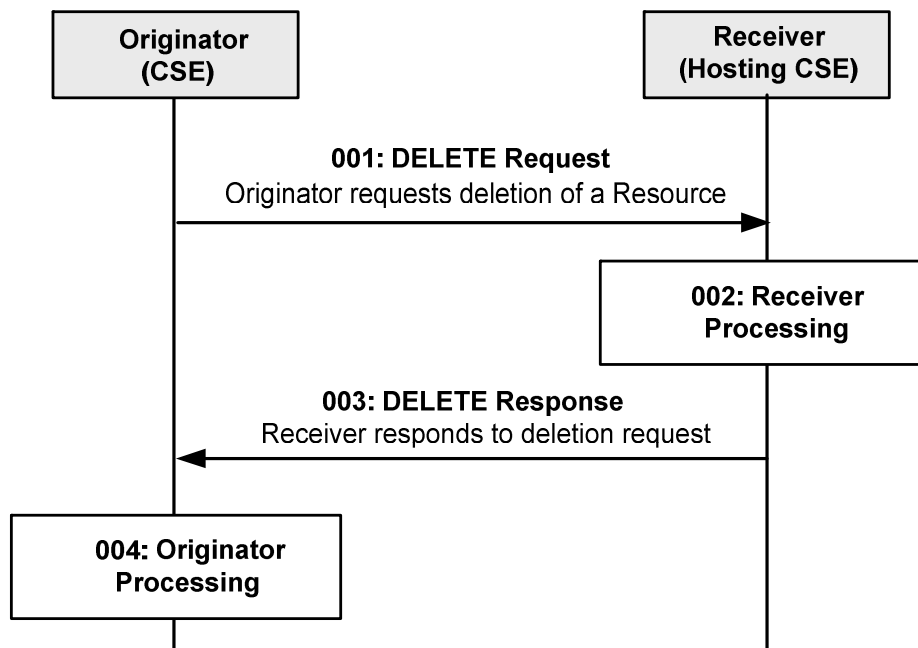 Originator
(CSE)
Receiver
(Hosting CSE)
001: DELETE Request
Originator requests deletion of a Resource
002: Receiver
Processing
003: DELETE Response
Receiver responds to deletion request
004: Originator
Processing